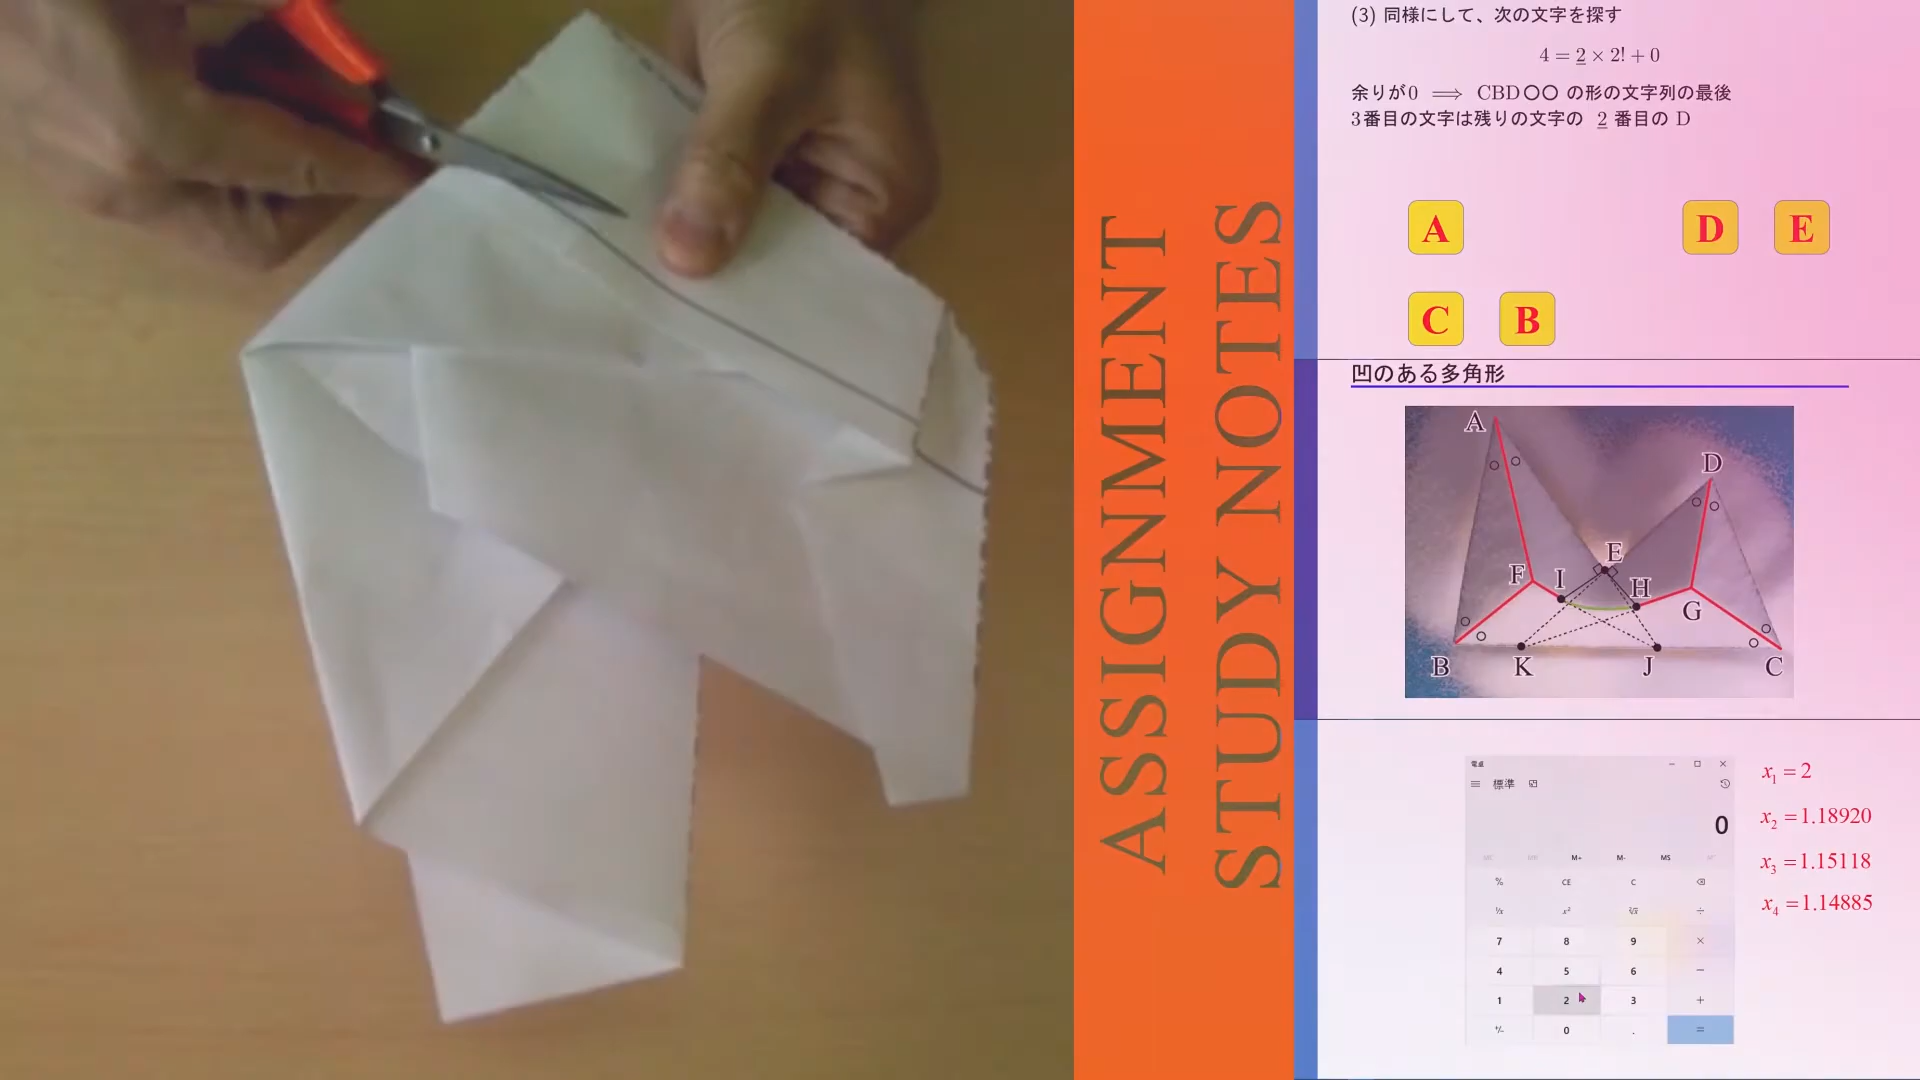 ASSIGNMENT
STUDY NOTES
(3) 同様にして、次の文字を探す
4 = 2 × 2! + 0
余りが0 ⟹ CBD〇〇 の形の文字列の最後
3番目の文字は残りの文字の 2 番目の D
A D E
C B
凹のある多角形
A
D
E
F I H
G
B K J C
電卓
標準
0
M+ M- MS
% CE C
7 8 9 ×
4 5 6 −
1 2 3 +
+/- 0 . =
x₁ = 2
x₂ =1.18920
x₃ =1.15118
x₄ =1.14885